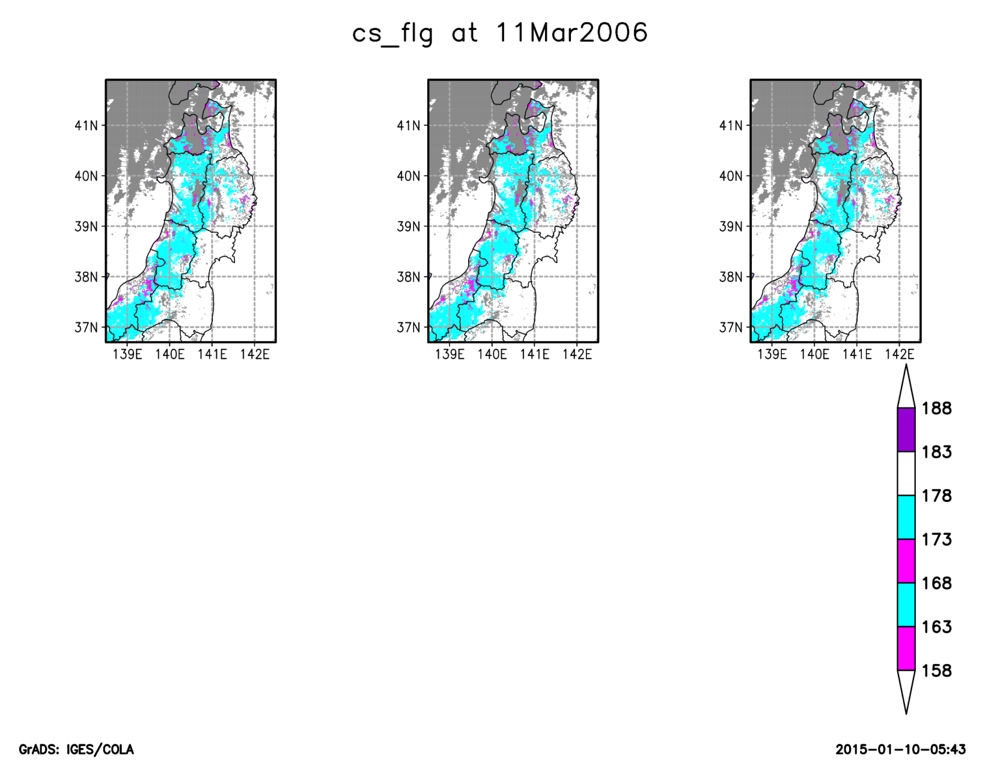 cs_flg at 11Mar2006
41N
40N
39N
38N
37N
139E 140E 141E 142E
41N
40N
39N
38N
37N
139E 140E 141E 142E
41N
40N
39N
38N
37N
139E 140E 141E 142E
188
183
178
173
168
163
158
GrADS: IGES/COLA
2015-01-10-05:43